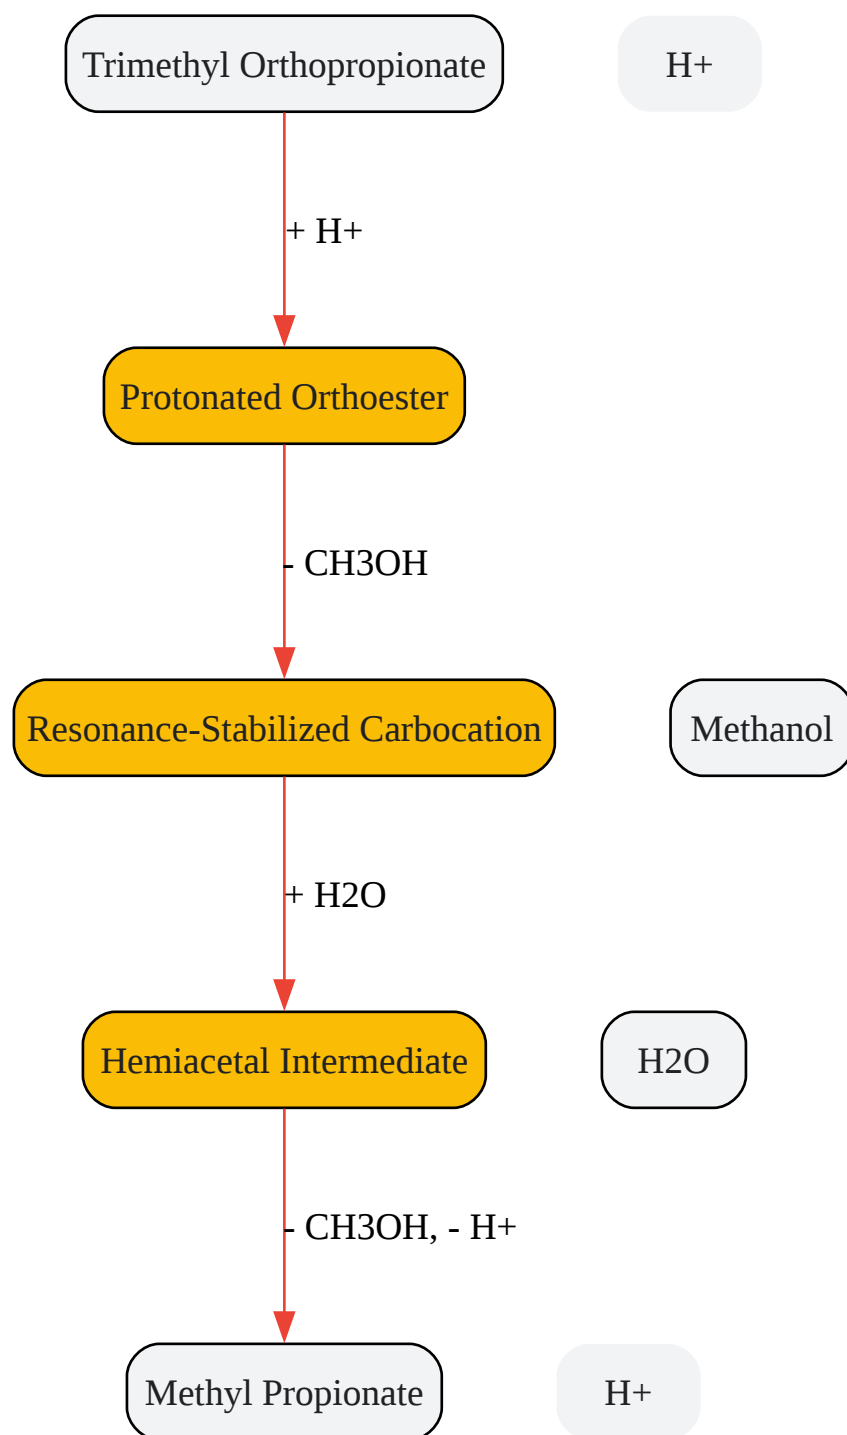 Trimethyl Orthopropionate
H+
+ H+
Protonated Orthoester
- CH3OH
Resonance-Stabilized Carbocation
Methanol
+ H2O
Hemiacetal Intermediate
H2O
- CH3OH, - H+
Methyl Propionate
H+